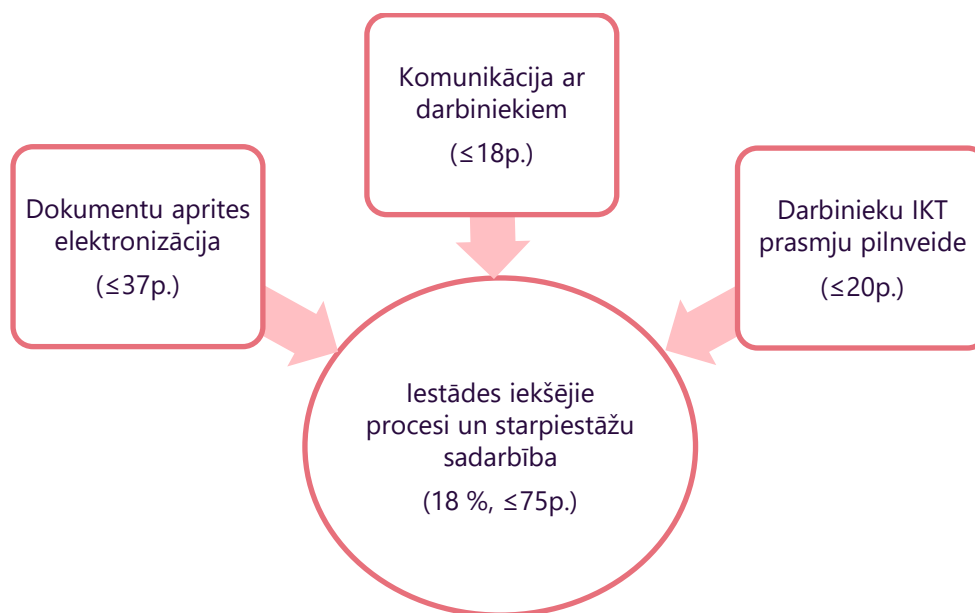 Komunikācija ar
darbiniekiem
(≤18p.)
Dokumentu aprites
elektronizācija
(≤37p.)
Darbinieku IKT
prasmju pilnveide
(≤20p.)
Iestādes iekšējie
procesi un starpiestāžu
sadarbība
(18 %, ≤75p.)